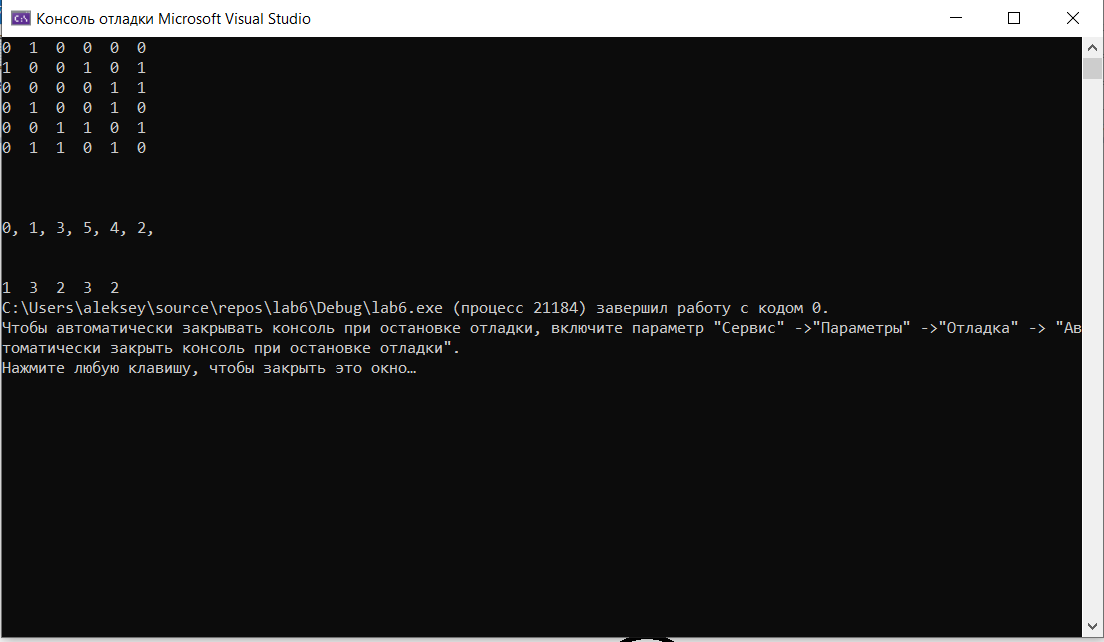 Консоль отладки Microsoft Visual Studio
0 1 0 0 0 0
1 0 0 1 0 1
0 0 0 0 1 1
0 1 0 0 1 0
0 0 1 1 0 1
0 1 1 0 1 0
0, 1, 3, 5, 4, 2,
1 3 2 3 2
C:\Users\aleksey\source\repos\lab6\Debug\lab6.exe (процесс 21184) завершил работу с кодом 0.
Чтобы автоматически закрывать консоль при остановке отладки, включите параметр "Сервис" ->"Параметры" ->"Отладка" -> "Ав
томатически закрыть консоль при остановке отладки".
Нажмите любую клавишу, чтобы закрыть это окно…